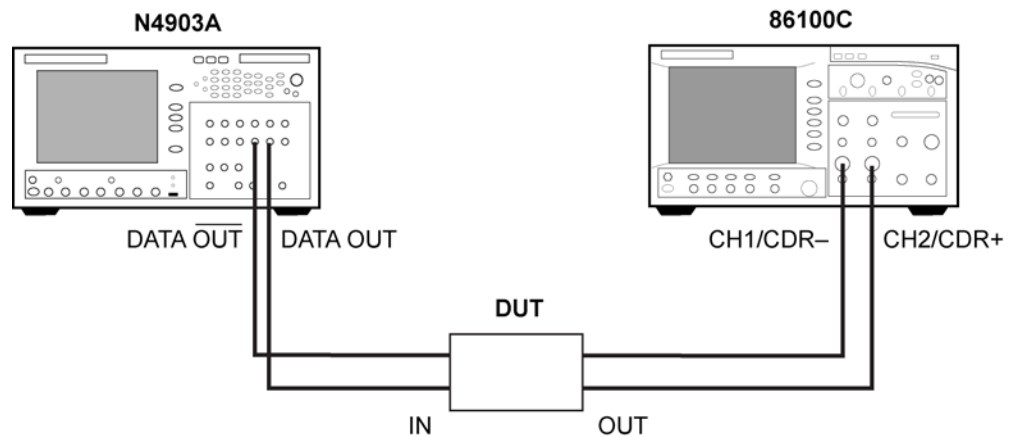 N4903A
86100C
DATA OUT
DATA OUT
CH1/CDR–
CH2/CDR+
DUT
IN
OUT